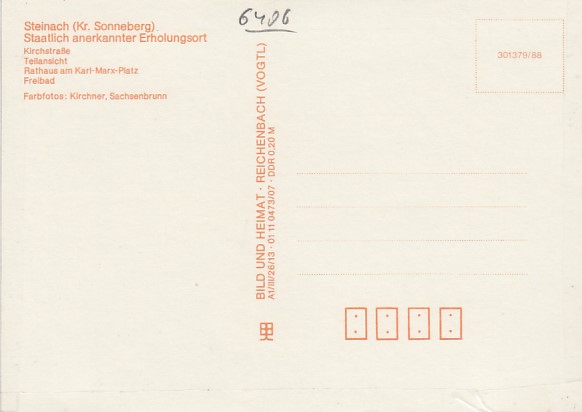 6406
Steinach (Kr. Sonneberg)
Staatlich anerkannter Erholungsort
Kirchstraße
Teilansicht
Rathaus am Karl-Marx-Platz
Freibad
Farbfotos: Kirchner, Sachsenbrunn
BILD UND HEIMAT · REICHENBACH (VOGTL)
A1/III/26/13 · 01 11 0473/07 · DDR 0,20 M
301379/88